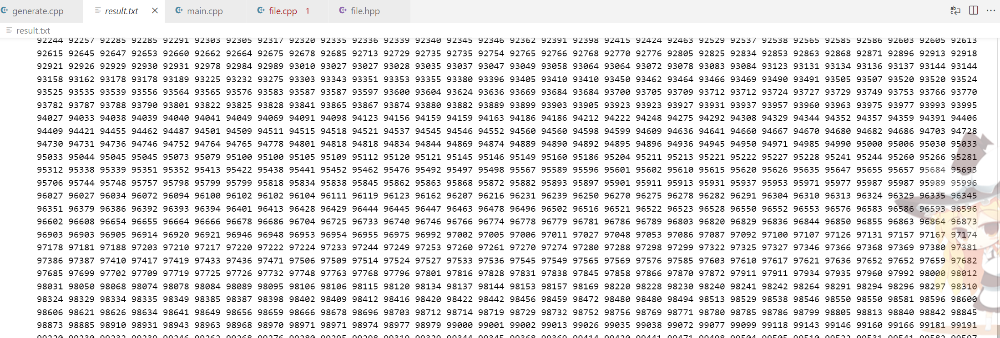 generate.cpp result.txt main.cpp file.cpp 1 file.hpp
result.txt
92244 92257 92285 92285 92291 92303 92305 92317 92320 92335 92336 92339 92340 92345 92346 92362 92391 92398 92415 92424 92463 92529 92537 92538 92565 92585 92586 92603 92605 92613
92615 92645 92647 92653 92660 92662 92664 92675 92678 92685 92713 92729 92735 92735 92754 92765 92766 92768 92770 92776 92805 92825 92834 92853 92863 92868 92871 92896 92913 92918
92921 92926 92929 92930 92931 92978 92984 92989 93010 93027 93027 93028 93035 93037 93047 93049 93058 93064 93064 93072 93078 93083 93084 93123 93131 93134 93136 93137 93144 93144
93158 93162 93178 93178 93189 93225 93232 93275 93303 93343 93351 93353 93355 93380 93396 93405 93410 93410 93450 93462 93464 93466 93469 93490 93491 93505 93507 93520 93520 93524
93525 93535 93539 93556 93564 93565 93576 93583 93587 93587 93597 93600 93604 93624 93636 93669 93684 93684 93700 93705 93709 93712 93712 93724 93727 93729 93749 93753 93766 93770
93782 93787 93788 93790 93801 93822 93825 93828 93841 93865 93867 93874 93880 93882 93889 93899 93903 93905 93923 93923 93927 93931 93937 93957 93960 93963 93975 93977 93993 93995
94027 94033 94038 94039 94040 94041 94049 94069 94091 94098 94123 94156 94159 94159 94163 94186 94186 94212 94222 94248 94275 94292 94308 94329 94344 94352 94357 94359 94391 94406
94409 94421 94455 94462 94487 94501 94509 94511 94515 94518 94521 94537 94545 94546 94552 94560 94560 94598 94599 94609 94636 94641 94660 94667 94670 94680 94682 94686 94703 94728
94730 94731 94736 94746 94752 94764 94765 94778 94801 94818 94818 94834 94844 94869 94874 94889 94890 94892 94895 94896 94936 94945 94950 94971 94985 94990 95000 95006 95030 95033
95033 95044 95045 95045 95073 95079 95100 95100 95105 95109 95112 95120 95121 95145 95146 95149 95160 95186 95204 95211 95213 95221 95222 95227 95228 95241 95244 95260 95266 95281
95312 95338 95339 95351 95352 95413 95422 95438 95441 95452 95462 95476 95492 95497 95498 95567 95589 95596 95601 95602 95610 95615 95620 95626 95635 95647 95655 95657 95684 95693
95706 95744 95748 95757 95798 95799 95799 95818 95834 95838 95845 95862 95863 95868 95872 95882 95893 95897 95901 95911 95913 95931 95937 95953 95971 95977 95987 95987 95989 95996
96027 96027 96034 96072 96094 96100 96102 96102 96104 96111 96119 96123 96162 96207 96216 96231 96239 96250 96270 96275 96278 96282 96291 96304 96310 96313 96324 96329 96335 96345
96351 96379 96386 96392 96393 96394 96401 96413 96428 96429 96444 96445 96447 96463 96478 96496 96502 96516 96521 96522 96523 96528 96550 96552 96553 96576 96583 96586 96593 96596
96602 96608 96654 96655 96664 96666 96678 96686 96704 96725 96733 96740 96746 96766 96774 96778 96779 96781 96786 96789 96803 96820 96829 96836 96844 96850 96855 96863 96864 96873
96903 96903 96905 96914 96920 96921 96946 96948 96953 96954 96955 96975 96992 97002 97005 97006 97011 97027 97048 97053 97086 97087 97092 97100 97107 97126 97131 97157 97167 97174
97178 97181 97188 97203 97210 97217 97220 97222 97224 97233 97244 97249 97253 97260 97261 97270 97274 97280 97288 97298 97299 97322 97325 97327 97346 97366 97368 97369 97380 97381
97386 97387 97410 97417 97419 97433 97436 97471 97506 97509 97514 97524 97527 97533 97536 97545 97549 97565 97569 97576 97585 97603 97610 97617 97621 97636 97652 97652 97659 97682
97685 97699 97702 97709 97719 97725 97726 97732 97748 97763 97768 97796 97801 97816 97828 97831 97838 97845 97858 97866 97870 97872 97911 97911 97934 97935 97960 97992 98000 98012
98031 98050 98068 98074 98078 98084 98089 98095 98106 98106 98115 98120 98134 98137 98144 98153 98157 98169 98220 98228 98230 98240 98241 98242 98264 98291 98294 98296 98297 98310
98324 98329 98334 98335 98349 98385 98387 98398 98402 98409 98412 98416 98420 98422 98442 98456 98459 98472 98480 98480 98494 98513 98529 98538 98546 98550 98550 98581 98596 98600
98606 98621 98626 98634 98641 98649 98656 98659 98666 98678 98696 98703 98712 98714 98719 98729 98732 98752 98756 98769 98771 98780 98785 98786 98799 98805 98813 98840 98842 98845
98873 98885 98910 98931 98943 98963 98968 98970 98971 98971 98974 98977 98979 99000 99001 99002 99013 99026 99035 99038 99072 99077 99099 99118 99143 99146 99160 99166 99181 99191